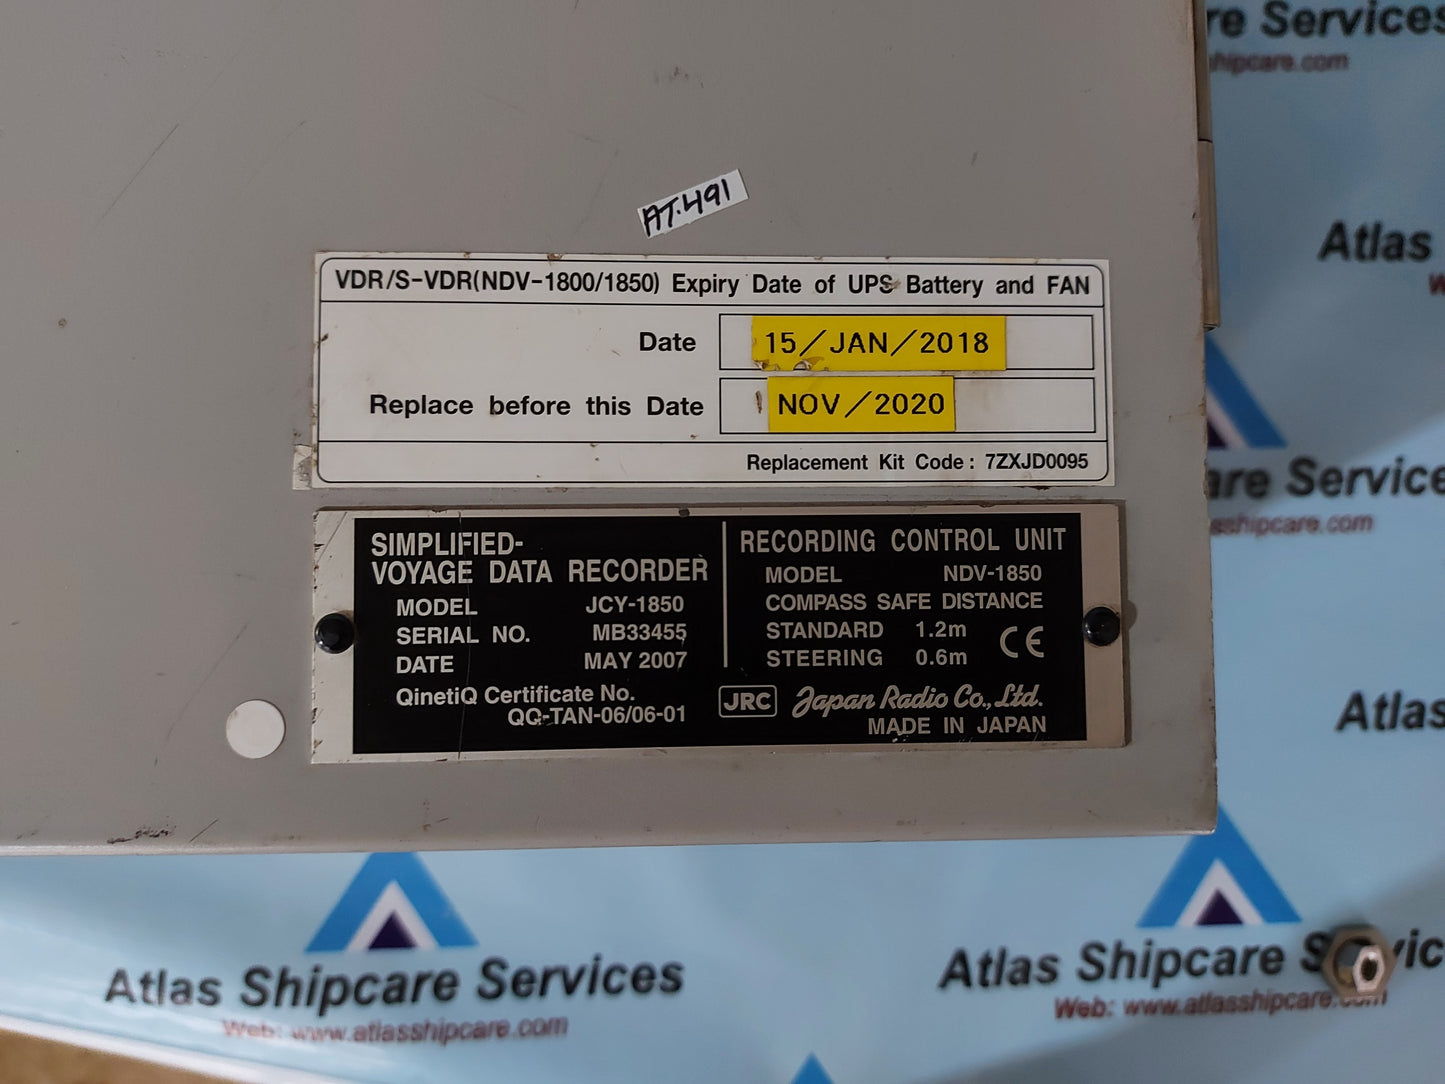 re Services
hipcare.com
AT.491
VDR/S-VDR(NDV-1800/1850) Expiry Date of UPS Battery and FAN
Date 15/JAN/2018
Replace before this Date NOV/2020
Replacement Kit Code: 7ZXJD0095
SIMPLIFIED-
VOYAGE DATA RECORDER
MODEL JCY-1850
SERIAL NO. MB33455
DATE MAY 2007
QinetiQ Certificate No.
QQ-TAN-06/06-01
RECORDING CONTROL UNIT
MODEL NDV-1850
COMPASS SAFE DISTANCE
STANDARD 1.2m
STEERING 0.6m
CE
JRC Japan Radio Co., Ltd.
MADE IN JAPAN
Atlas
are Services
sshipcare.com
Atlas
Atlas Shipcare Services
Web: www.atlasshipcare.com
Atlas Shipcare S vic
Web: www.atlasshipcare.com